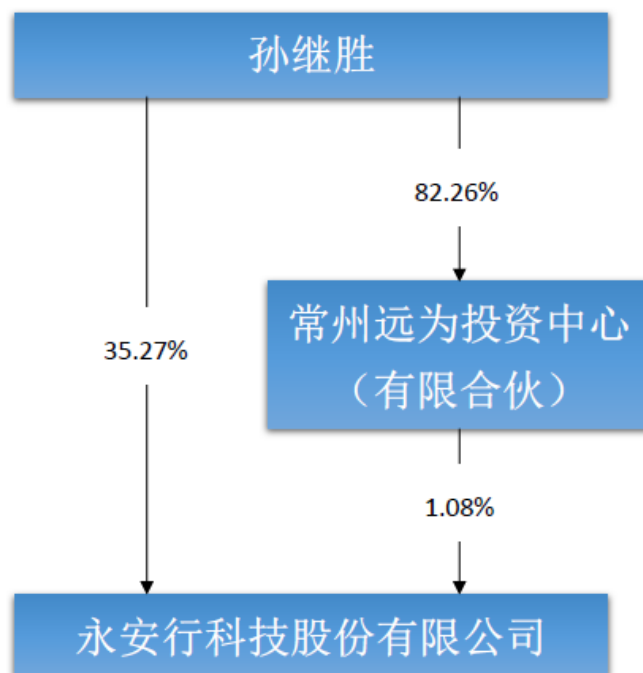 孙继胜
82.26%
常州远为投资中心
（有限合伙）
35.27%
1.08%
永安行科技股份有限公司